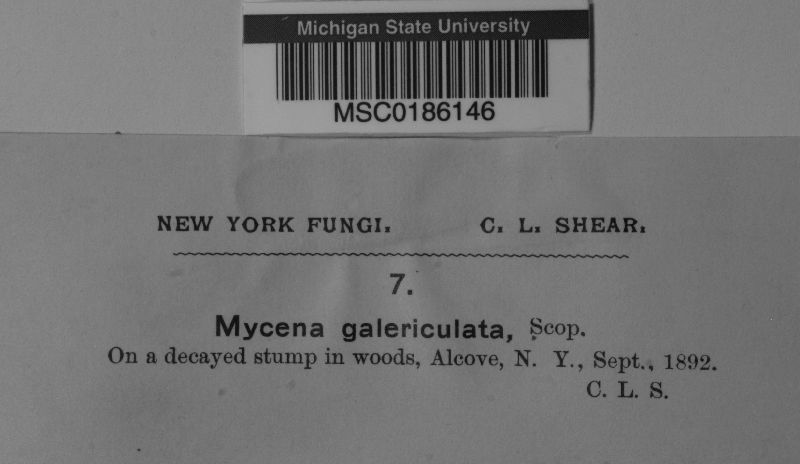 Michigan State University
MSC0186146
NEW YORK FUNGI. C. L. SHEAR.
7.
Mycena galericulata, Scop.
On a decayed stump in woods, Alcove, N. Y., Sept., 1892.
C. L. S.